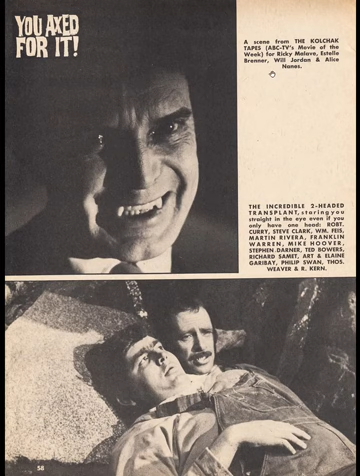 YOU AXED
FOR IT!
A scene from THE KOLCHAK
TAPES (ABC-TV's Movie of the
Week) for Ricky Malave, Estelle
Brenner, Will Jordan & Alice
Nanes.
THE INCREDIBLE 2-HEADED
TRANSPLANT, staring you
straight in the eye even if you
only have one head: ROBT.
CURRY, STEVE CLARK, WM. FEIS,
MARTIN RIVERA, FRANKLIN
WARREN, MIKE HOOVER,
STEPHEN DARNER, TED BOWERS,
RICHARD SAMET, ART & ELAINE
GARIBAY, PHILIP SWAN, THOS.
WEAVER & R. KERN.
58